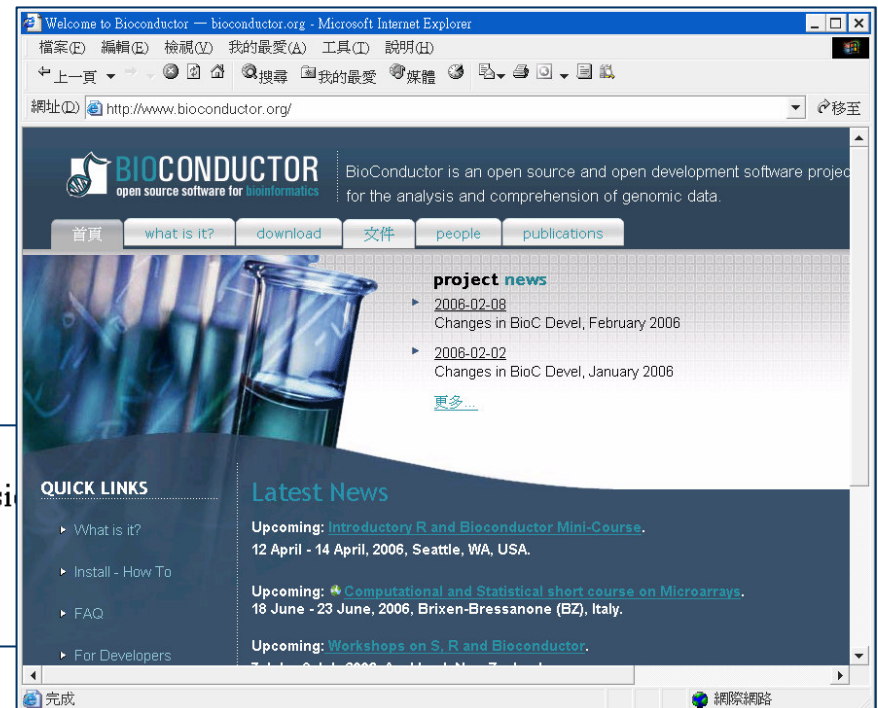 Welcome to Bioconductor — bioconductor.org - Microsoft Internet Explorer
檔案(F) 編輯(E) 檢視(V) 我的最愛(A) 工具(T) 說明(H)
上一頁 搜尋 我的最愛 媒體
網址(D) http://www.bioconductor.org/ 移至
BIOCONDUCTOR
open source software for bioinformatics
BioConductor is an open source and open development software projec
for the analysis and comprehension of genomic data.
首頁 what is it? download 文件 people publications
project news
2006-02-08
Changes in BioC Devel, February 2006
2006-02-02
Changes in BioC Devel, January 2006
更多...
QUICK LINKS
What is it?
Install - How To
FAQ
For Developers
Latest News
Upcoming: Introductory R and Bioconductor Mini-Course.
12 April - 14 April, 2006, Seattle, WA, USA.
Upcoming: Computational and Statistical short course on Microarrays.
18 June - 23 June, 2006, Brixen-Bressanone (BZ), Italy.
Upcoming: Workshops on S, R and Bioconductor.
完成 網際網路